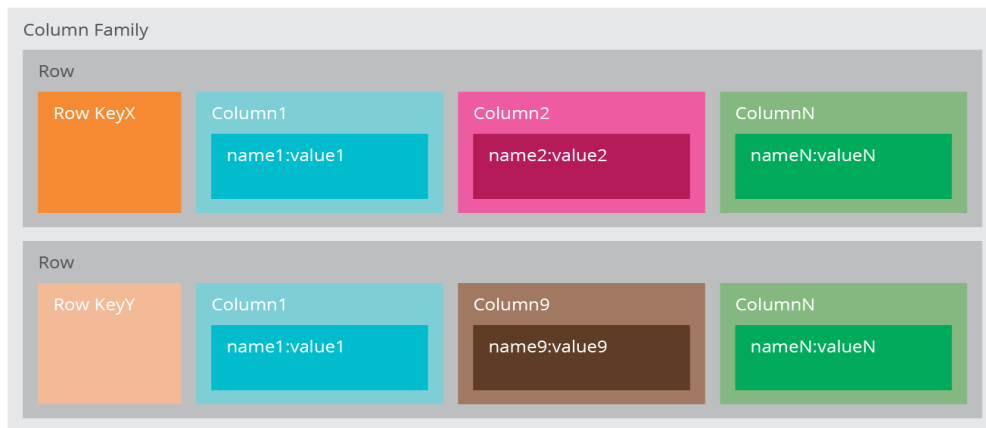 Column Family
Row
Row KeyX
Column1
name1:value1
Column2
name2:value2
ColumnN
nameN:valueN
Row
Row KeyY
Column1
name1:value1
Column9
name9:value9
ColumnN
nameN:valueN